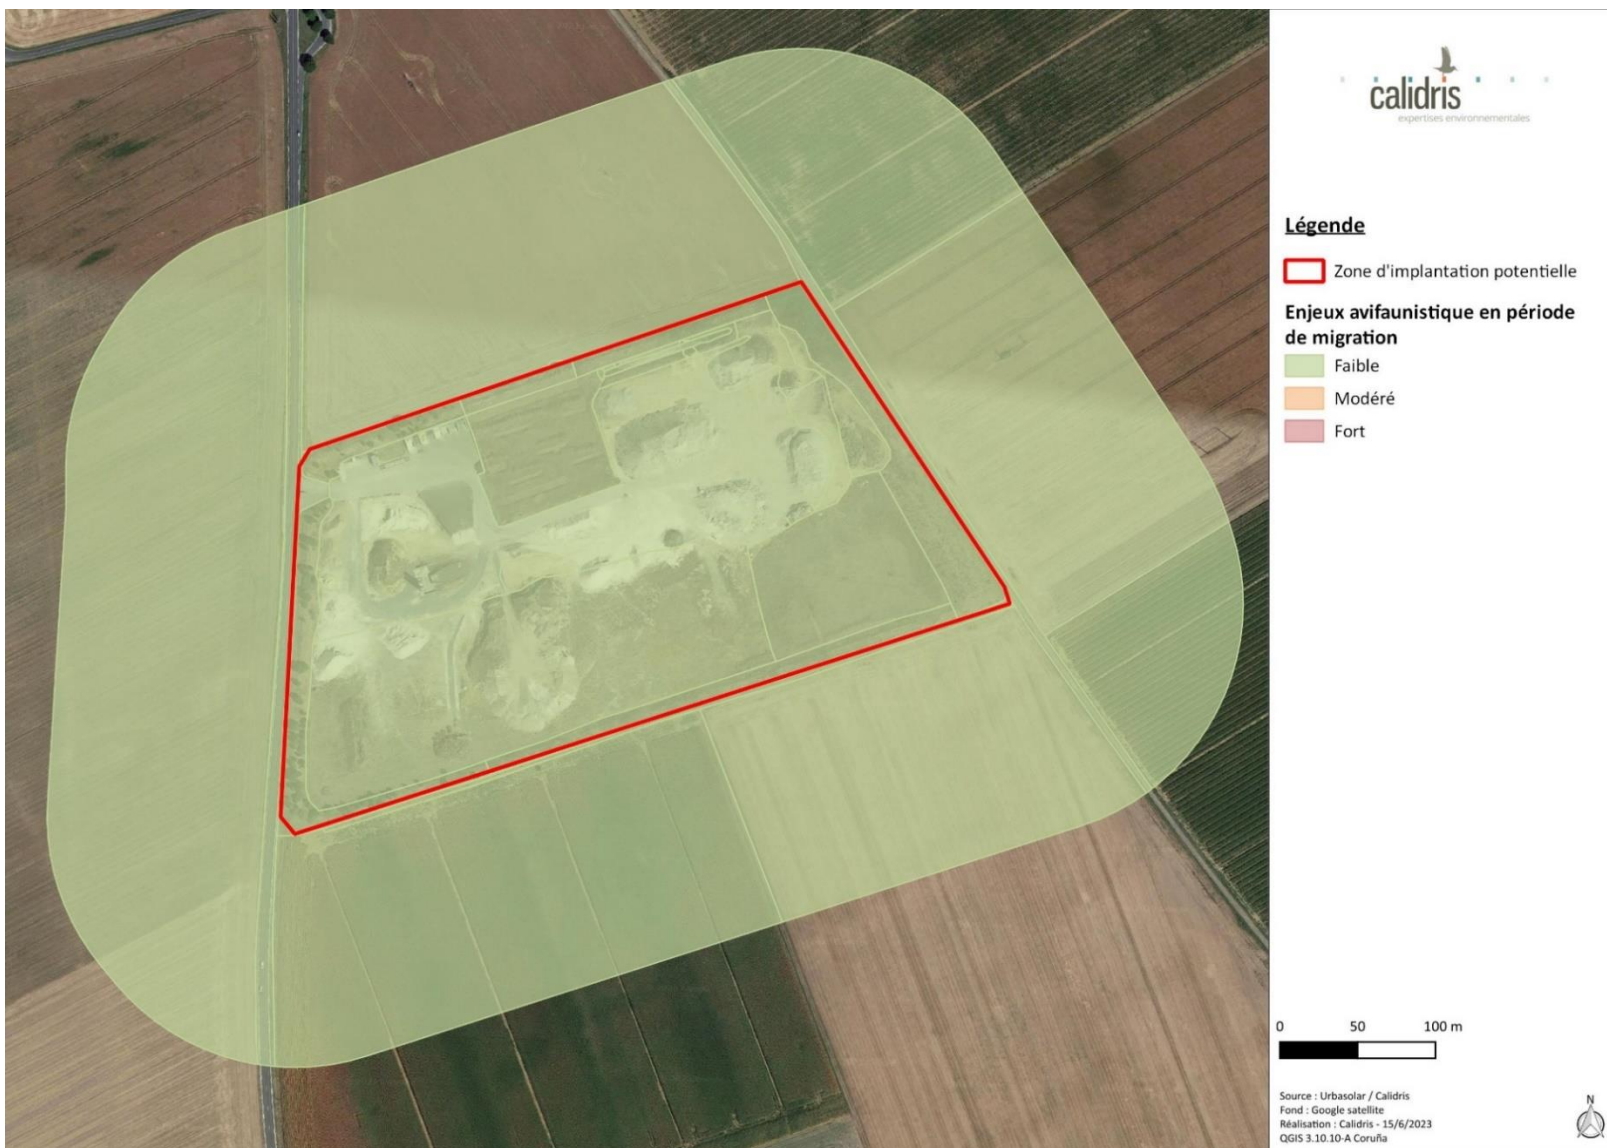 calidris
expertises environnementales
Légende
Zone d'implantation potentielle
Enjeux avifaunistique en période
de migration
Faible
Modéré
Fort
0 50 100 m
Source : Urbasolar / Calidris
Fond : Google satellite
Réalisation : Calidris - 15/6/2023
QGIS 3.10.10-A Coruña
N